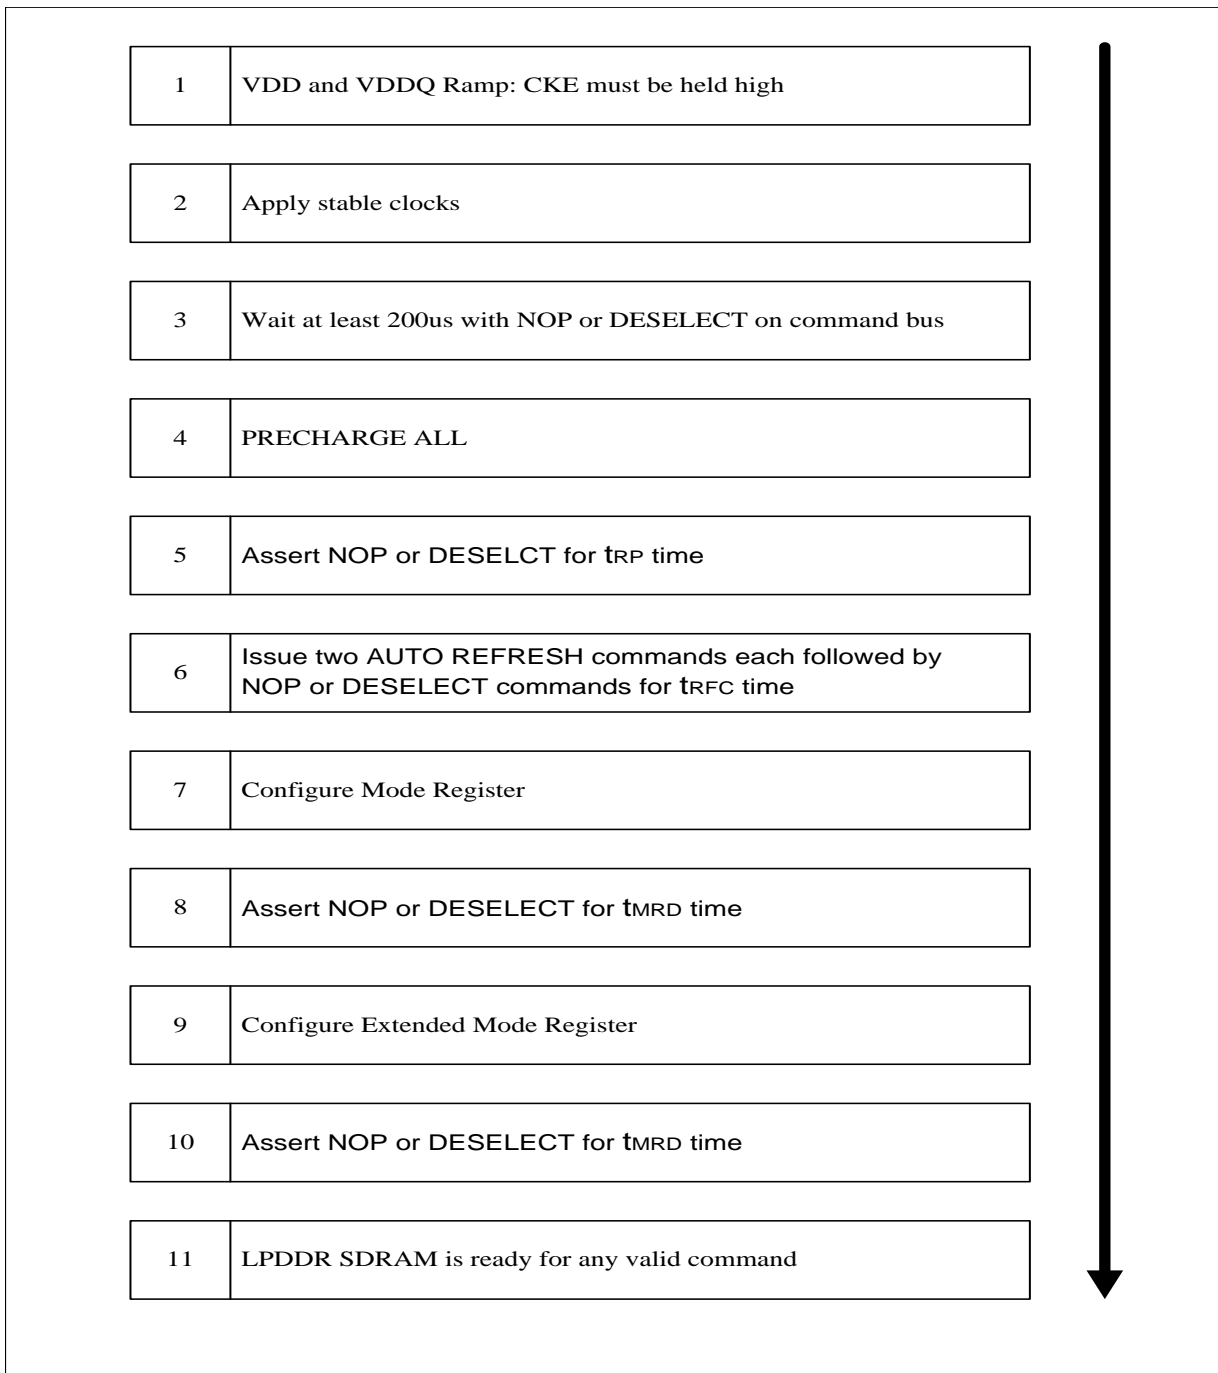 1 VDD and VDDQ Ramp: CKE must be held high
2 Apply stable clocks
3 Wait at least 200us with NOP or DESELECT on command bus
4 PRECHARGE ALL
5 Assert NOP or DESELCT for tRP time
6 Issue two AUTO REFRESH commands each followed by
NOP or DESELECT commands for tRFC time
7 Configure Mode Register
8 Assert NOP or DESELECT for tMRD time
9 Configure Extended Mode Register
10 Assert NOP or DESELECT for tMRD time
11 LPDDR SDRAM is ready for any valid command